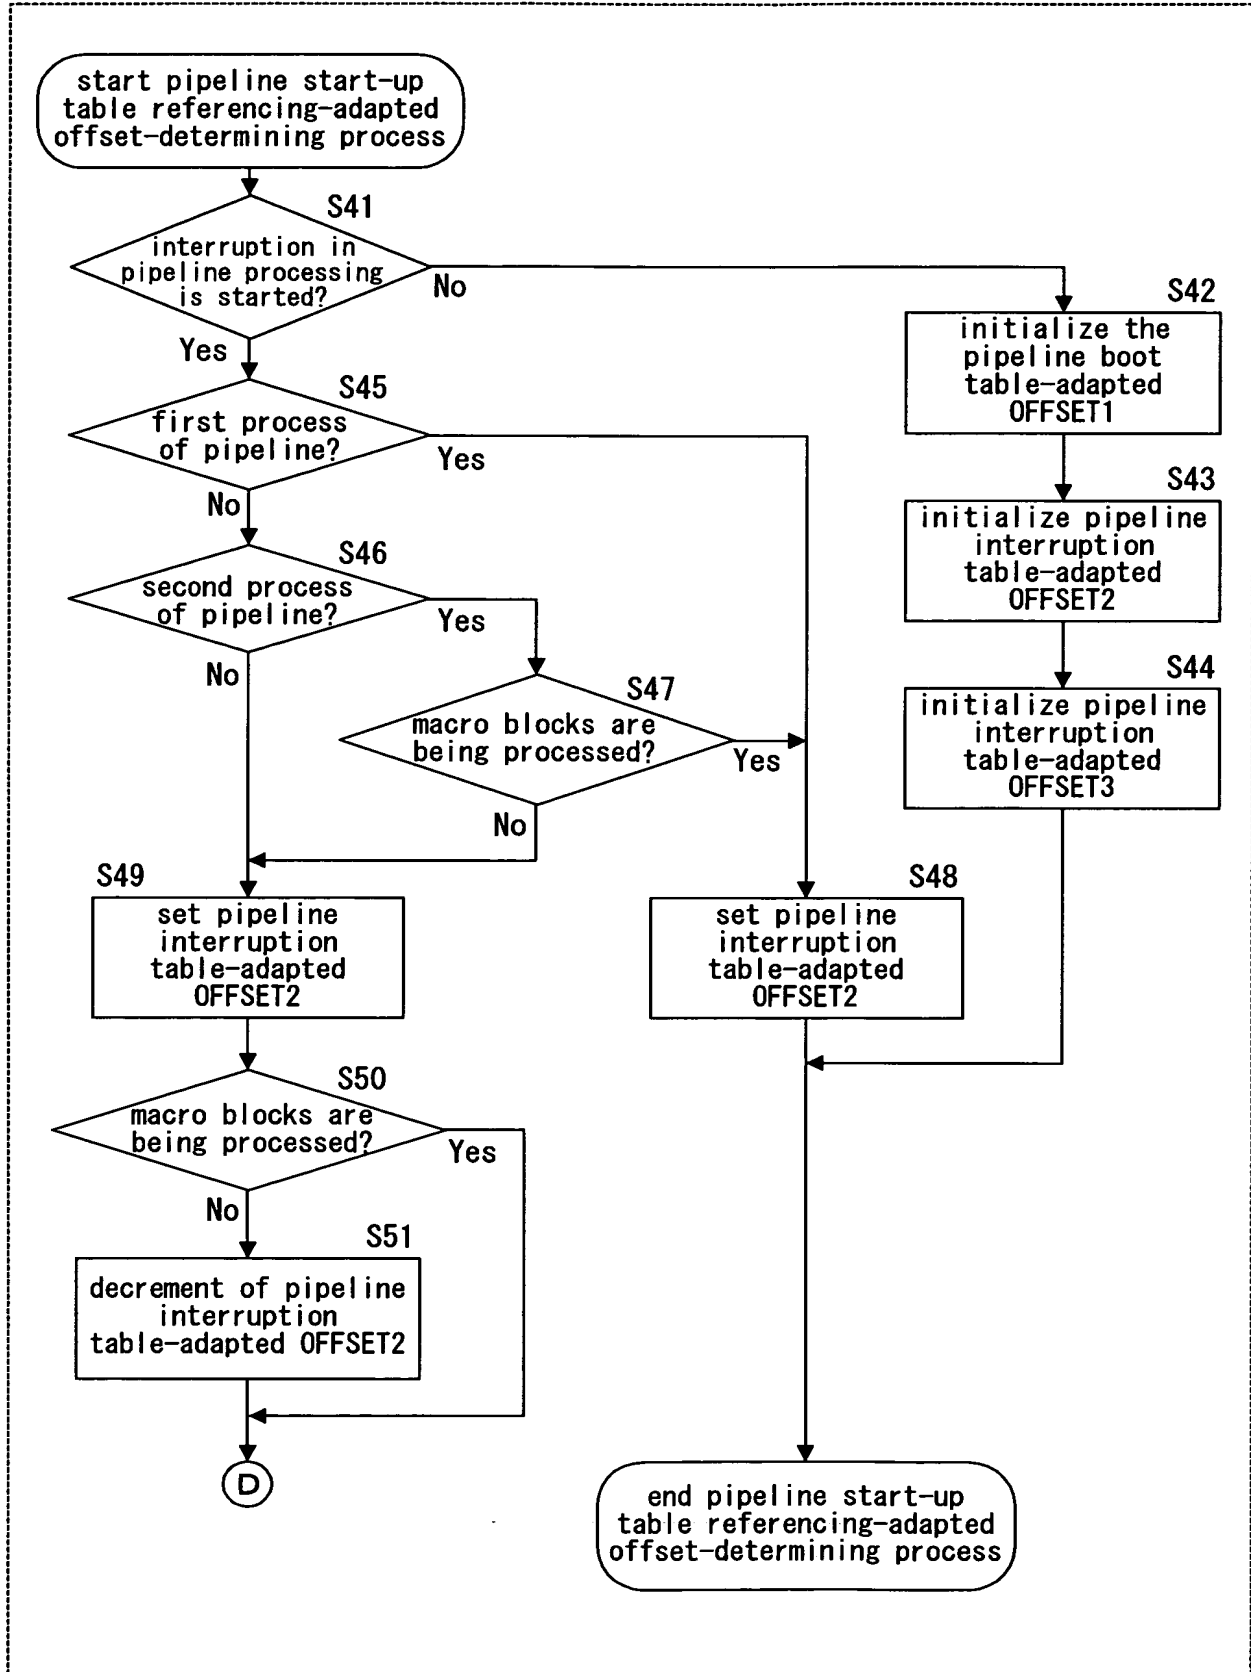 start pipeline start-up
table referencing-adapted
offset-determining process
S41
interruption in
pipeline processing
is started?
No
Yes
S42
initialize the
pipeline boot
table-adapted
OFFSET1
S45
first process
of pipeline?
Yes
No
S43
initialize pipeline
interruption
table-adapted
OFFSET2
S46
second process
of pipeline?
Yes
No
S44
initialize pipeline
interruption
table-adapted
OFFSET3
S47
macro blocks are
being processed?
Yes
No
S49
set pipeline
interruption
table-adapted
OFFSET2
S48
set pipeline
interruption
table-adapted
OFFSET2
S50
macro blocks are
being processed?
Yes
No
S51
decrement of pipeline
interruption
table-adapted OFFSET2
D
end pipeline start-up
table referencing-adapted
offset-determining process